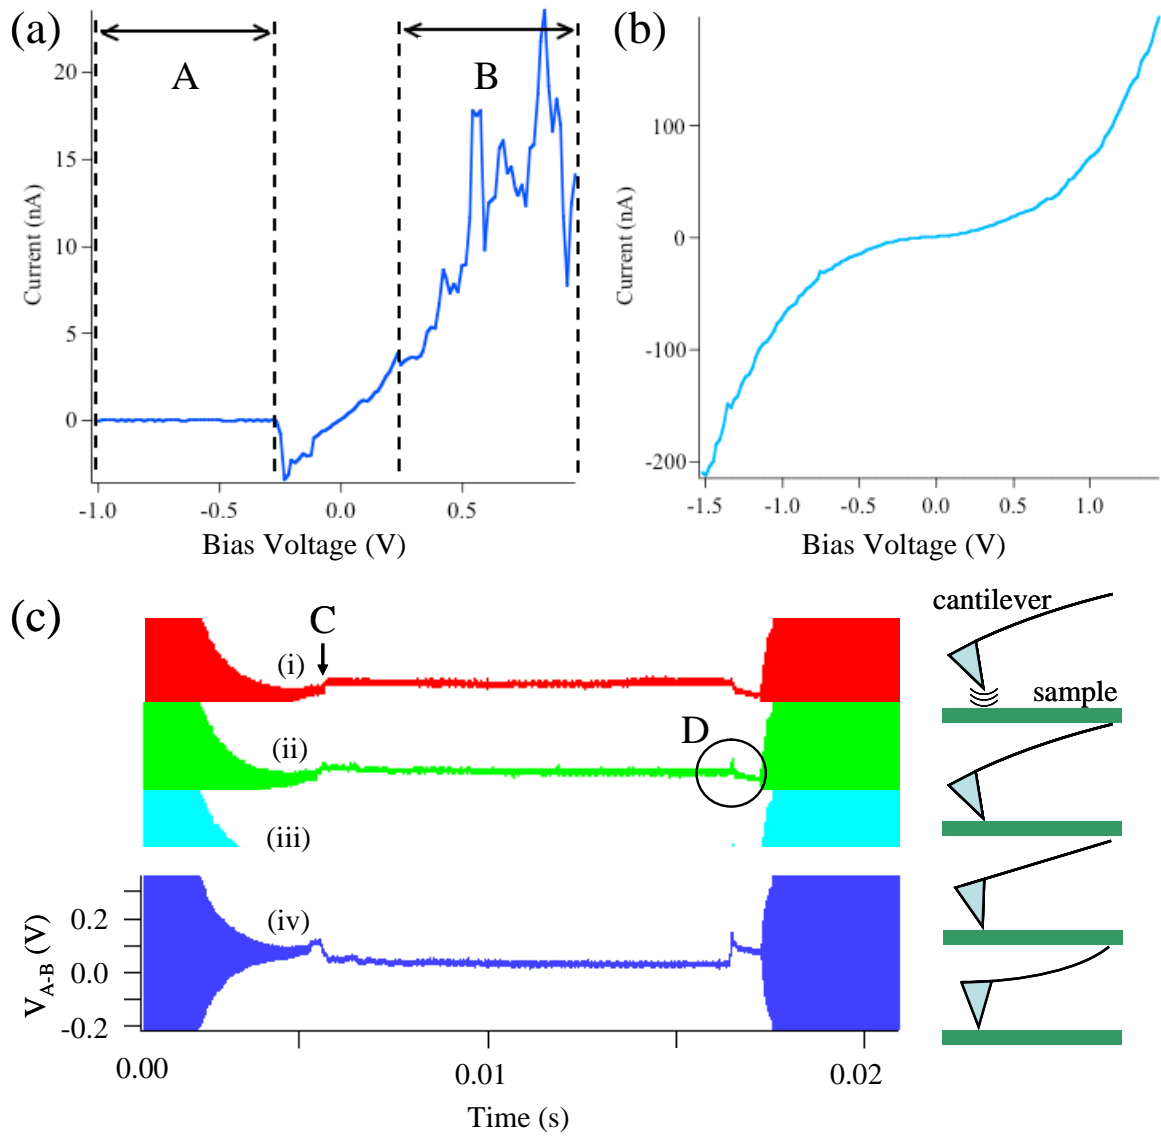 (a)
A
B
20
15
10
5
0
Current (nA)
-1.0
-0.5
0.0
0.5
Bias Voltage (V)
(b)
100
0
-100
-200
Current (nA)
-1.5
-1.0
-0.5
0.0
0.5
1.0
Bias Voltage (V)
(c)
C
(i)
(ii)
D
(iii)
(iv)
0.2
0.0
-0.2
V_A-B (V)
0.00
0.01
0.02
Time (s)
cantilever
sample